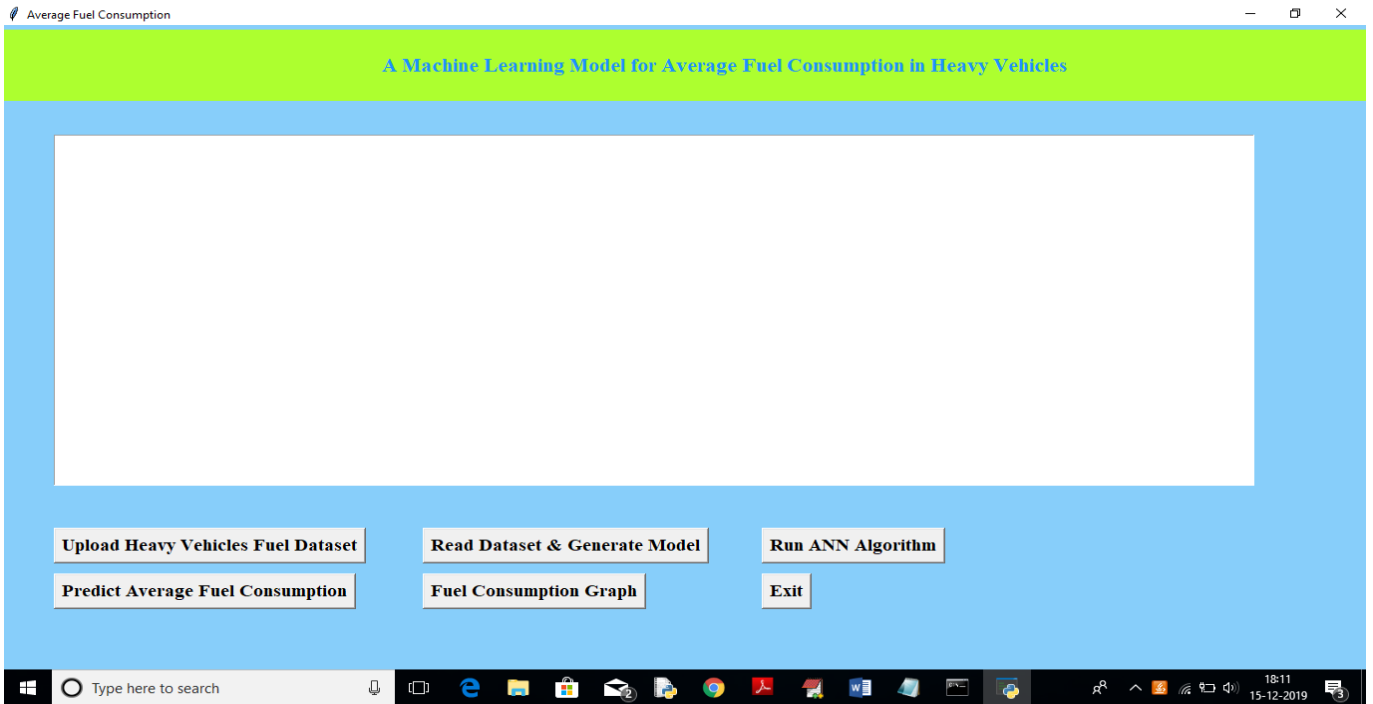 Average Fuel Consumption
A Machine Learning Model for Average Fuel Consumption in Heavy Vehicles
Upload Heavy Vehicles Fuel Dataset
Read Dataset & Generate Model
Run ANN Algorithm
Predict Average Fuel Consumption
Fuel Consumption Graph
Exit
Type here to search
2
18:11
15-12-2019
3